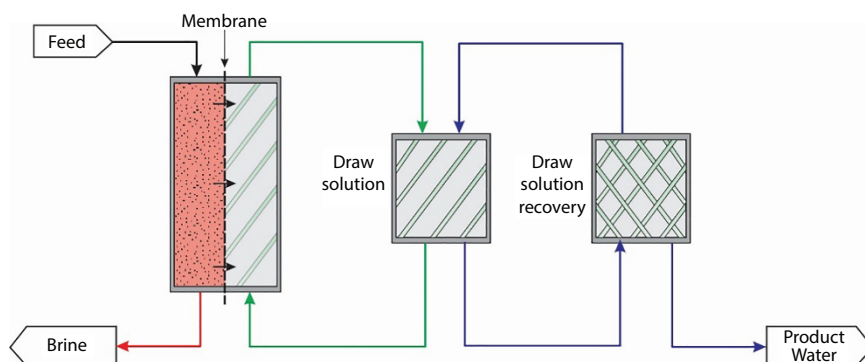 Membrane
Feed
Draw
solution
Draw
solution
recovery
Brine
Product
Water